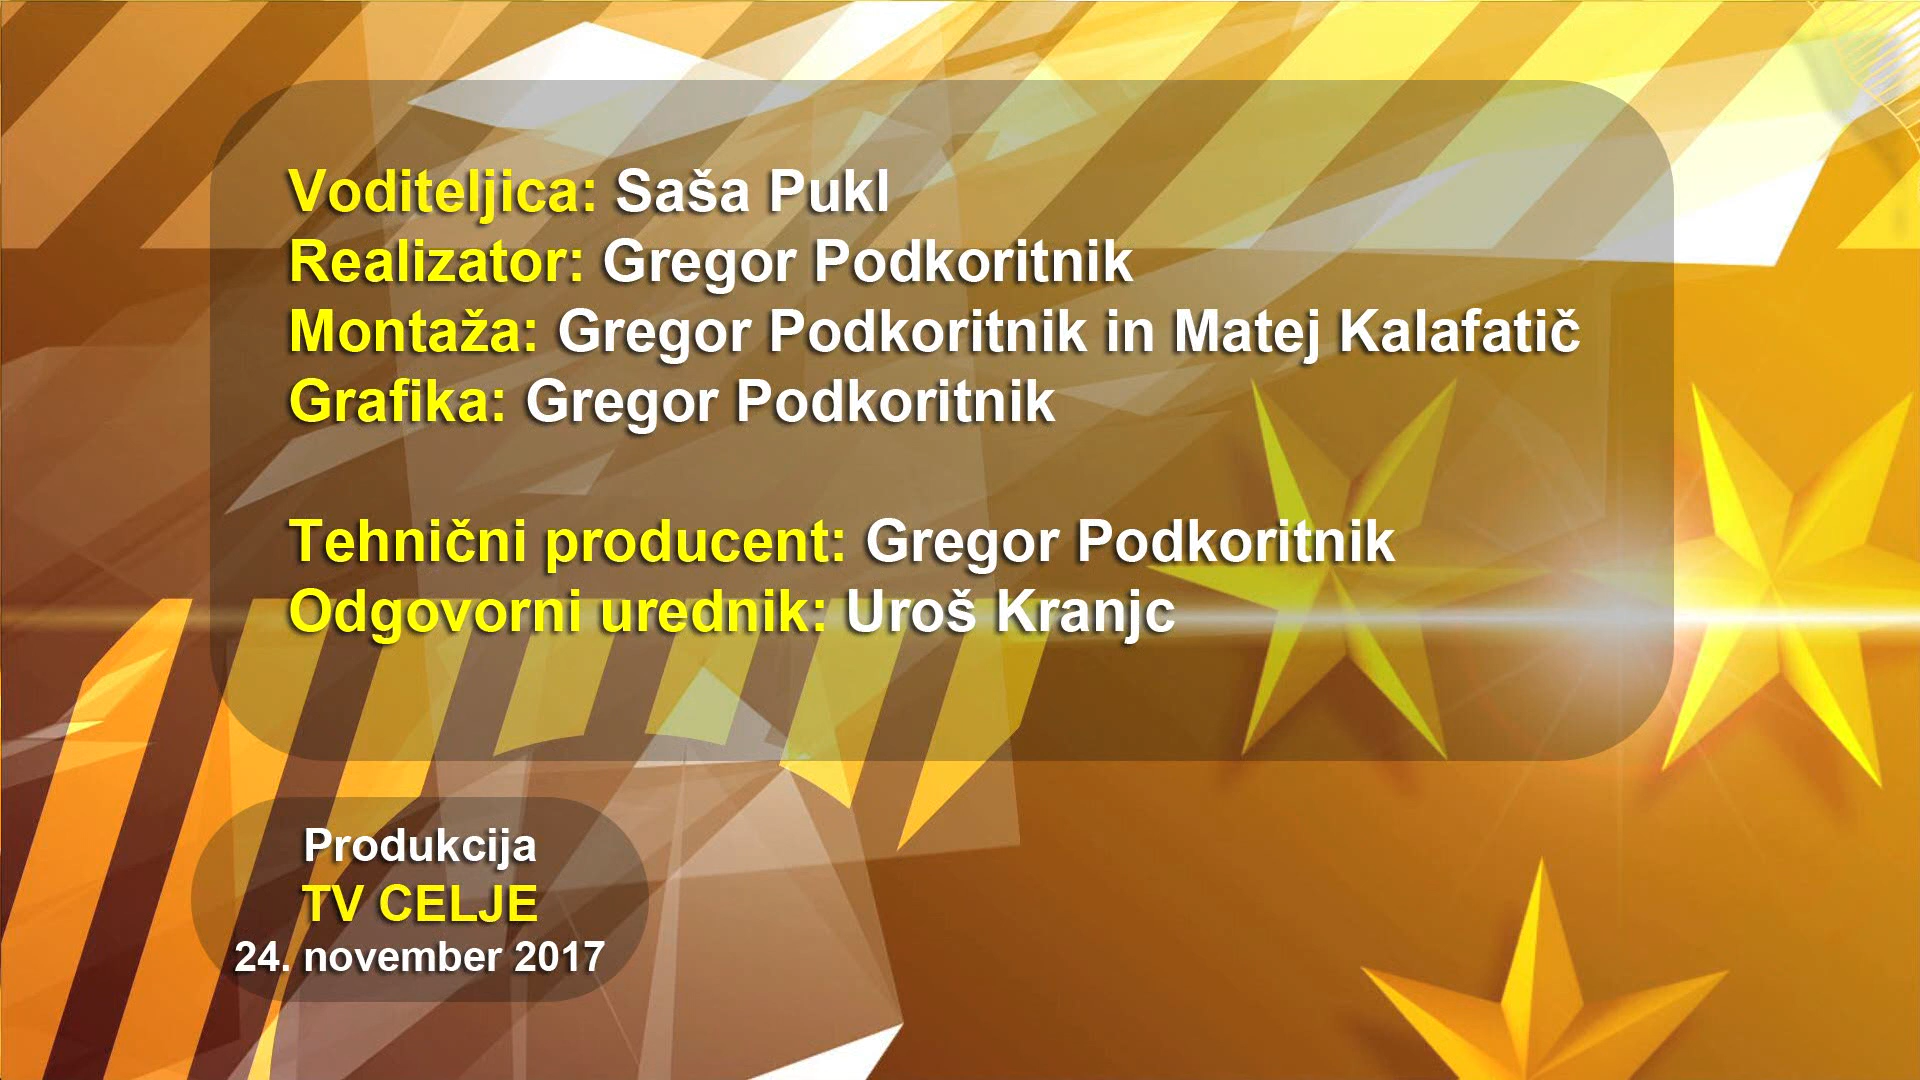 Voditeljica: Saša Pukl
Realizator: Gregor Podkoritnik
Montaža: Gregor Podkoritnik in Matej Kalafatič
Grafika: Gregor Podkoritnik
Tehnični producent: Gregor Podkoritnik
Odgovorni urednik: Uroš Kranjc
Produkcija
TV CELJE
24. november 2017